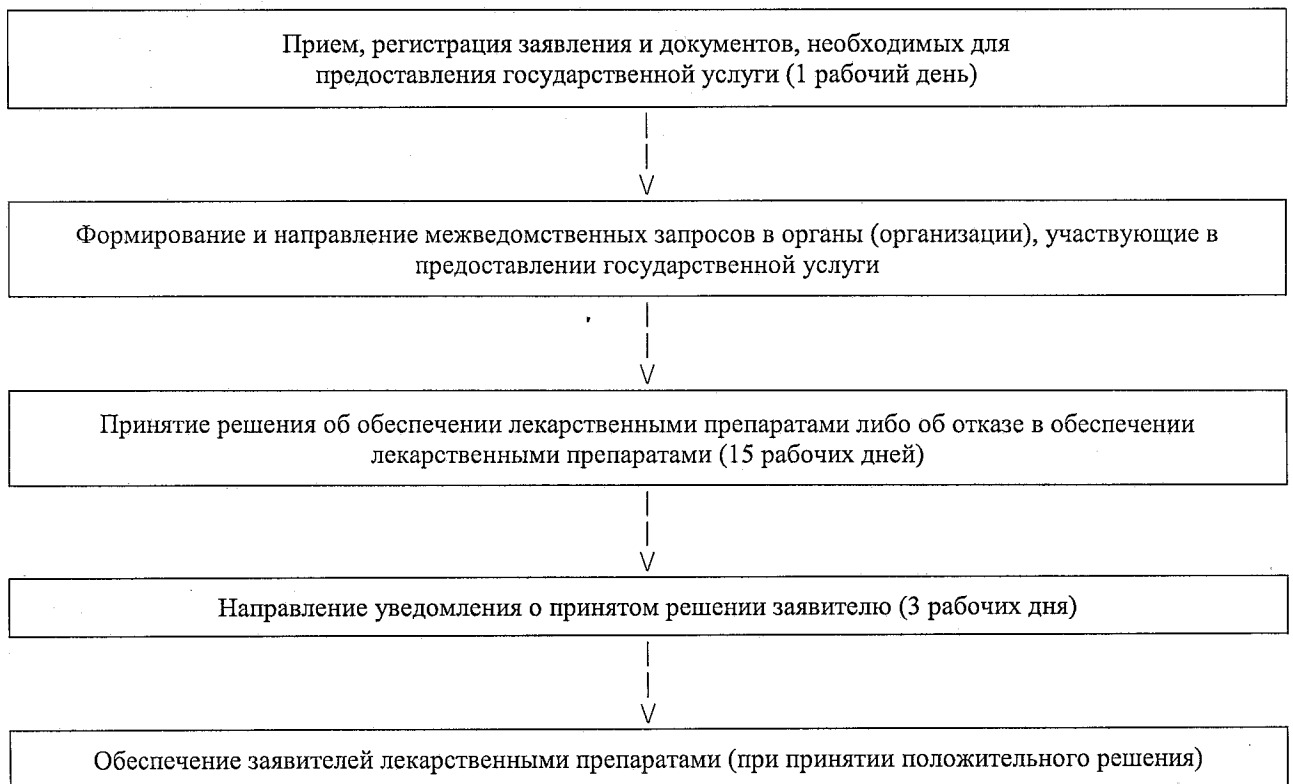 Прием, регистрация заявления и документов, необходимых для
предоставления государственной услуги (1 рабочий день)
Формирование и направление межведомственных запросов в органы (организации), участвующие в
предоставлении государственной услуги
Принятие решения об обеспечении лекарственными препаратами либо об отказе в обеспечении
лекарственными препаратами (15 рабочих дней)
Направление уведомления о принятом решении заявителю (3 рабочих дня)
Обеспечение заявителей лекарственными препаратами (при принятии положительного решения)